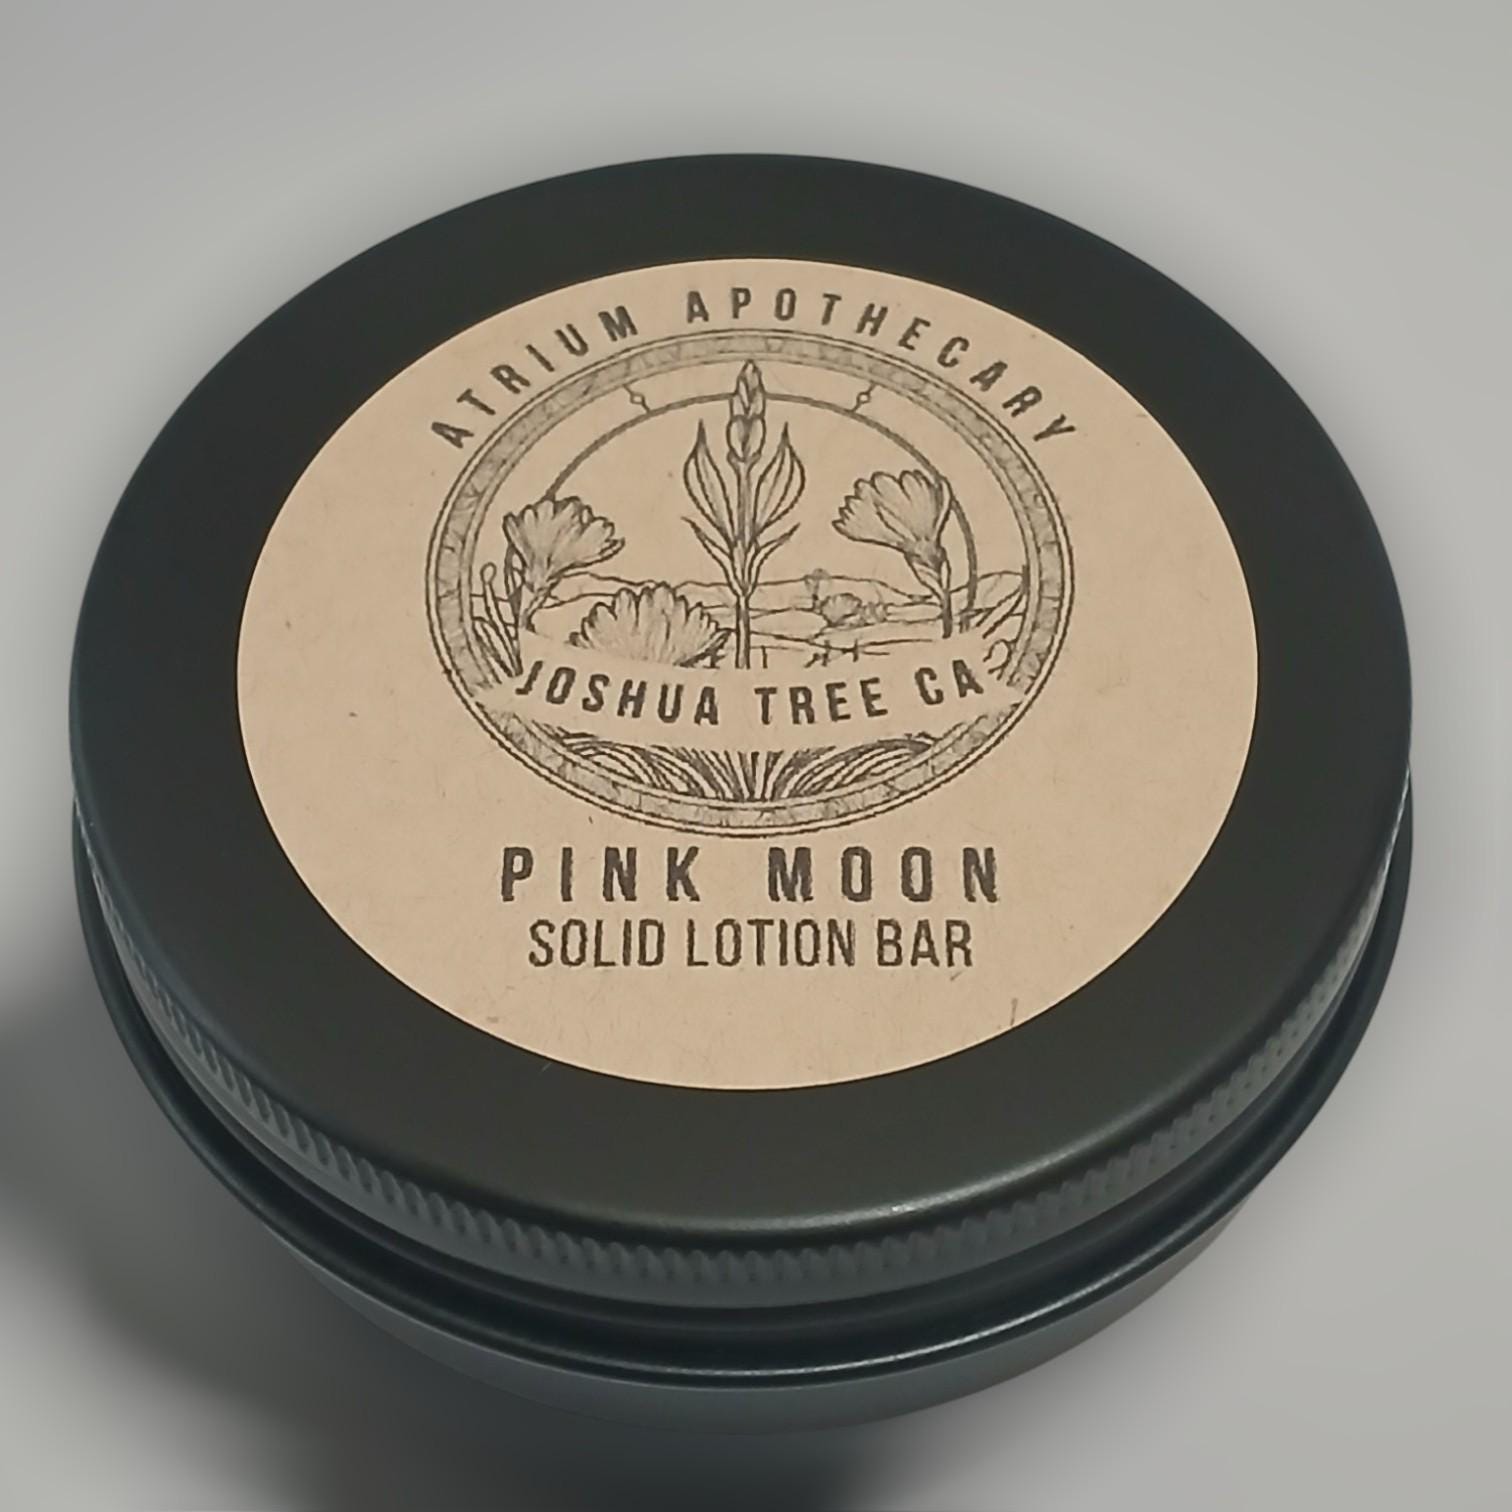 ATRIUM APOTHECARY
JOSHUA TREE CA
PINK MOON
SOLID LOTION BAR